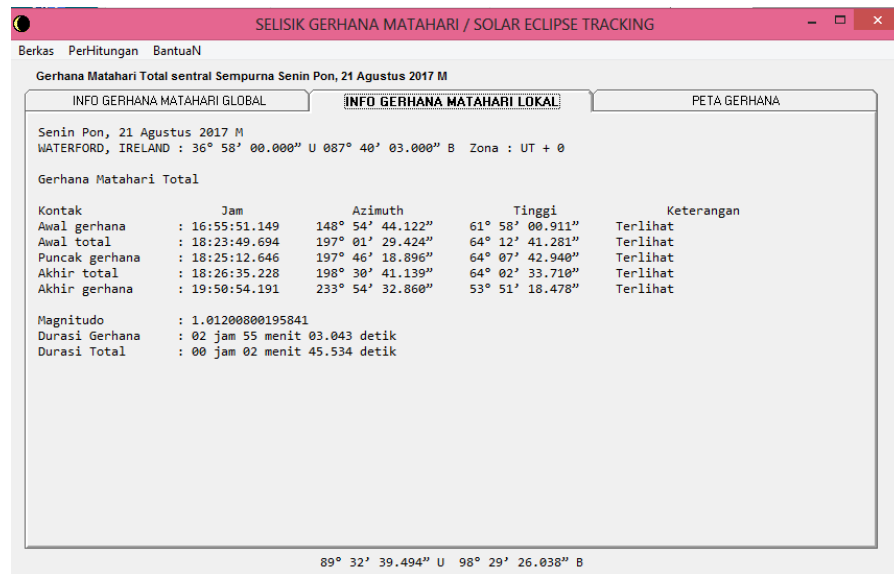 SELISIK GERHANA MATAHARI / SOLAR ECLIPSE TRACKING
Berkas PerHitungan BantuaN
Gerhana Matahari Total sentral Sempurna Senin Pon, 21 Agustus 2017 M
INFO GERHANA MATAHARI GLOBAL INFO GERHANA MATAHARI LOKAL PETA GERHANA
Senin Pon, 21 Agustus 2017 M
WATERFORD, IRELAND : 36° 58’ 00.000” U 087° 40’ 03.000” B Zona : UT + 0
Gerhana Matahari Total
Kontak Jam Azimuth Tinggi Keterangan
Awal gerhana : 16:55:51.149 148° 54’ 44.122” 61° 58’ 00.911” Terlihat
Awal total : 18:23:49.694 197° 01’ 29.424” 64° 12’ 41.281” Terlihat
Puncak gerhana : 18:25:12.646 197° 46’ 18.896” 64° 07’ 42.940” Terlihat
Akhir total : 18:26:35.228 198° 30’ 41.139” 64° 02’ 33.710” Terlihat
Akhir gerhana : 19:50:54.191 233° 54’ 32.860” 53° 51’ 18.478” Terlihat
Magnitudo : 1.01200800195841
Durasi Gerhana : 02 jam 55 menit 03.043 detik
Durasi Total : 00 jam 02 menit 45.534 detik
89° 32’ 39.494” U 98° 29’ 26.038” B